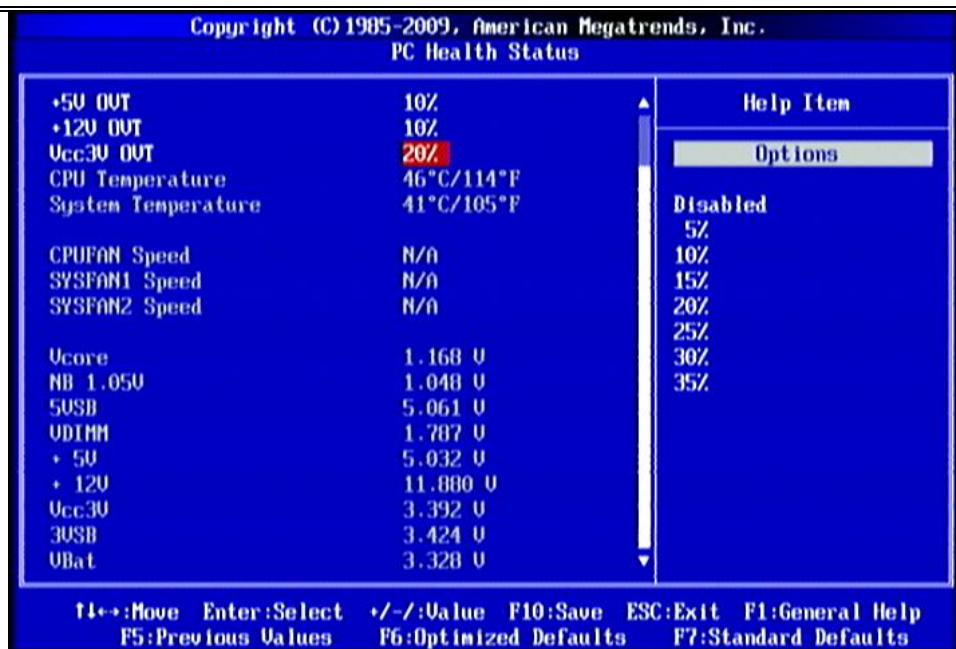 Copyright (C)1985-2009, American Megatrends, Inc.
PC Health Status
+5V OVT 10%
+12V OVT 10%
Vcc3V OVT 20%
CPU Temperature 46°C/114°F
System Temperature 41°C/105°F
CPUFAN Speed N/A
SYSFAN1 Speed N/A
SYSFAN2 Speed N/A
Vcore 1.168 V
NB 1.05V 1.048 V
5VSB 5.061 V
VDIMM 1.787 V
+ 5V 5.032 V
+ 12V 11.880 V
Vcc3V 3.392 V
3VSB 3.424 V
VBat 3.328 V
Help Item
Options
Disabled
5%
10%
15%
20%
25%
30%
35%
↑↓←→:Move Enter:Select +/-/:Value F10:Save ESC:Exit F1:General Help
F5:Previous Values F6:Optimized Defaults F7:Standard Defaults